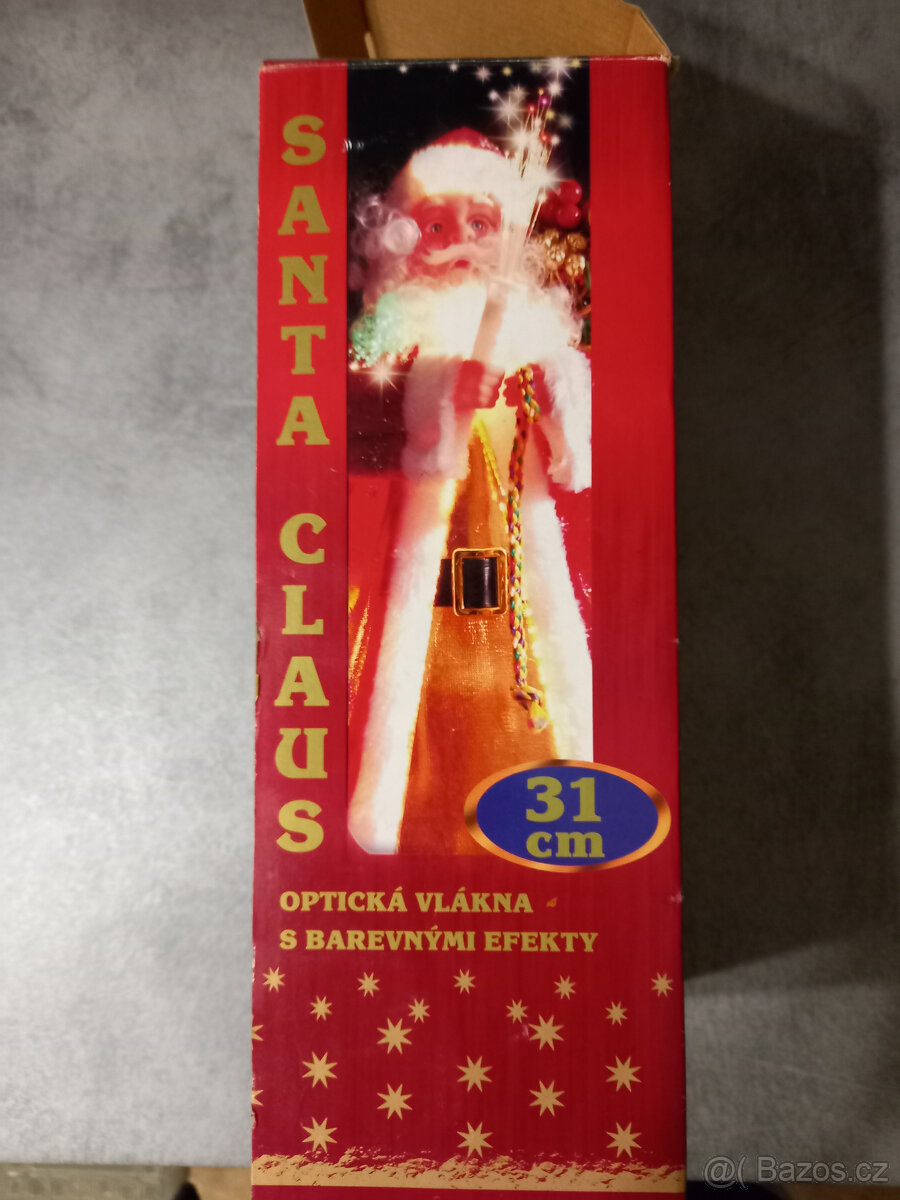 SANTA CLAUS
31
cm
OPTICKÁ VLÁKNA
S BAREVNÝMI EFEKTY
@( Bazos.cz